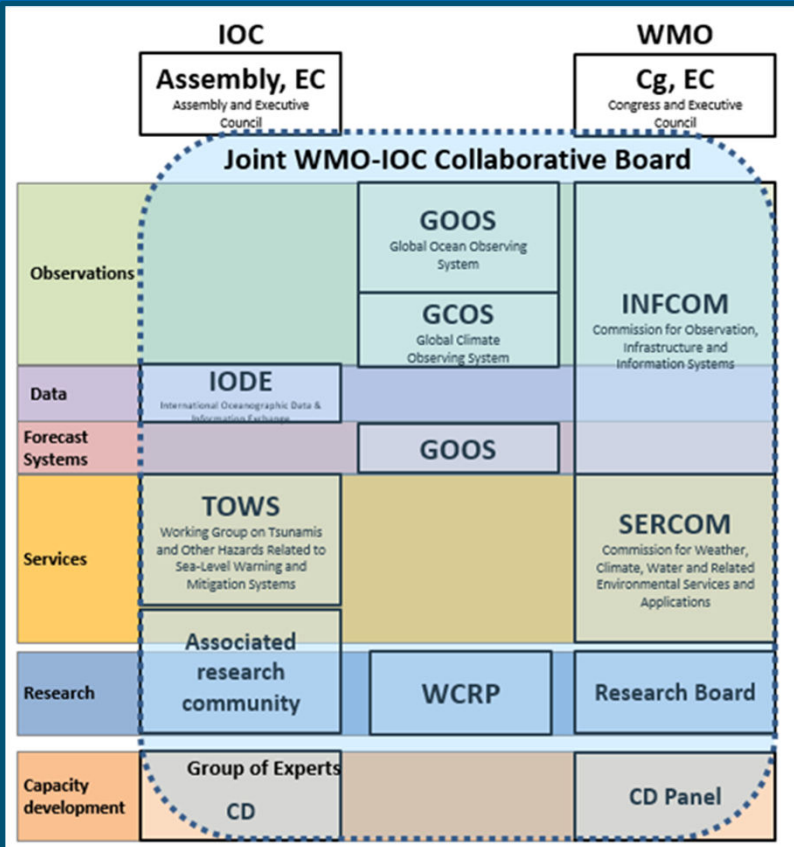 IOC
WMO
Assembly, EC
Assembly and Executive
Council
Cg, EC
Congress and Executive
Council
Joint WMO-IOC Collaborative Board
Observations
GOOS
Global Ocean Observing
System
GCOS
Global Climate
Observing System
INFCOM
Commission for Observation,
Infrastructure and
Information Systems
Data
IODE
International Oceanographic Data &
Information Exchange
Forecast
Systems
GOOS
Services
TOWS
Working Group on Tsunamis
and Other Hazards Related to
Sea-Level Warning and
Mitigation Systems
SERCOM
Commission for Weather,
Climate, Water and Related
Environmental Services and
Applications
Research
Associated
research
community
WCRP
Research Board
Capacity
development
Group of Experts
CD
CD Panel